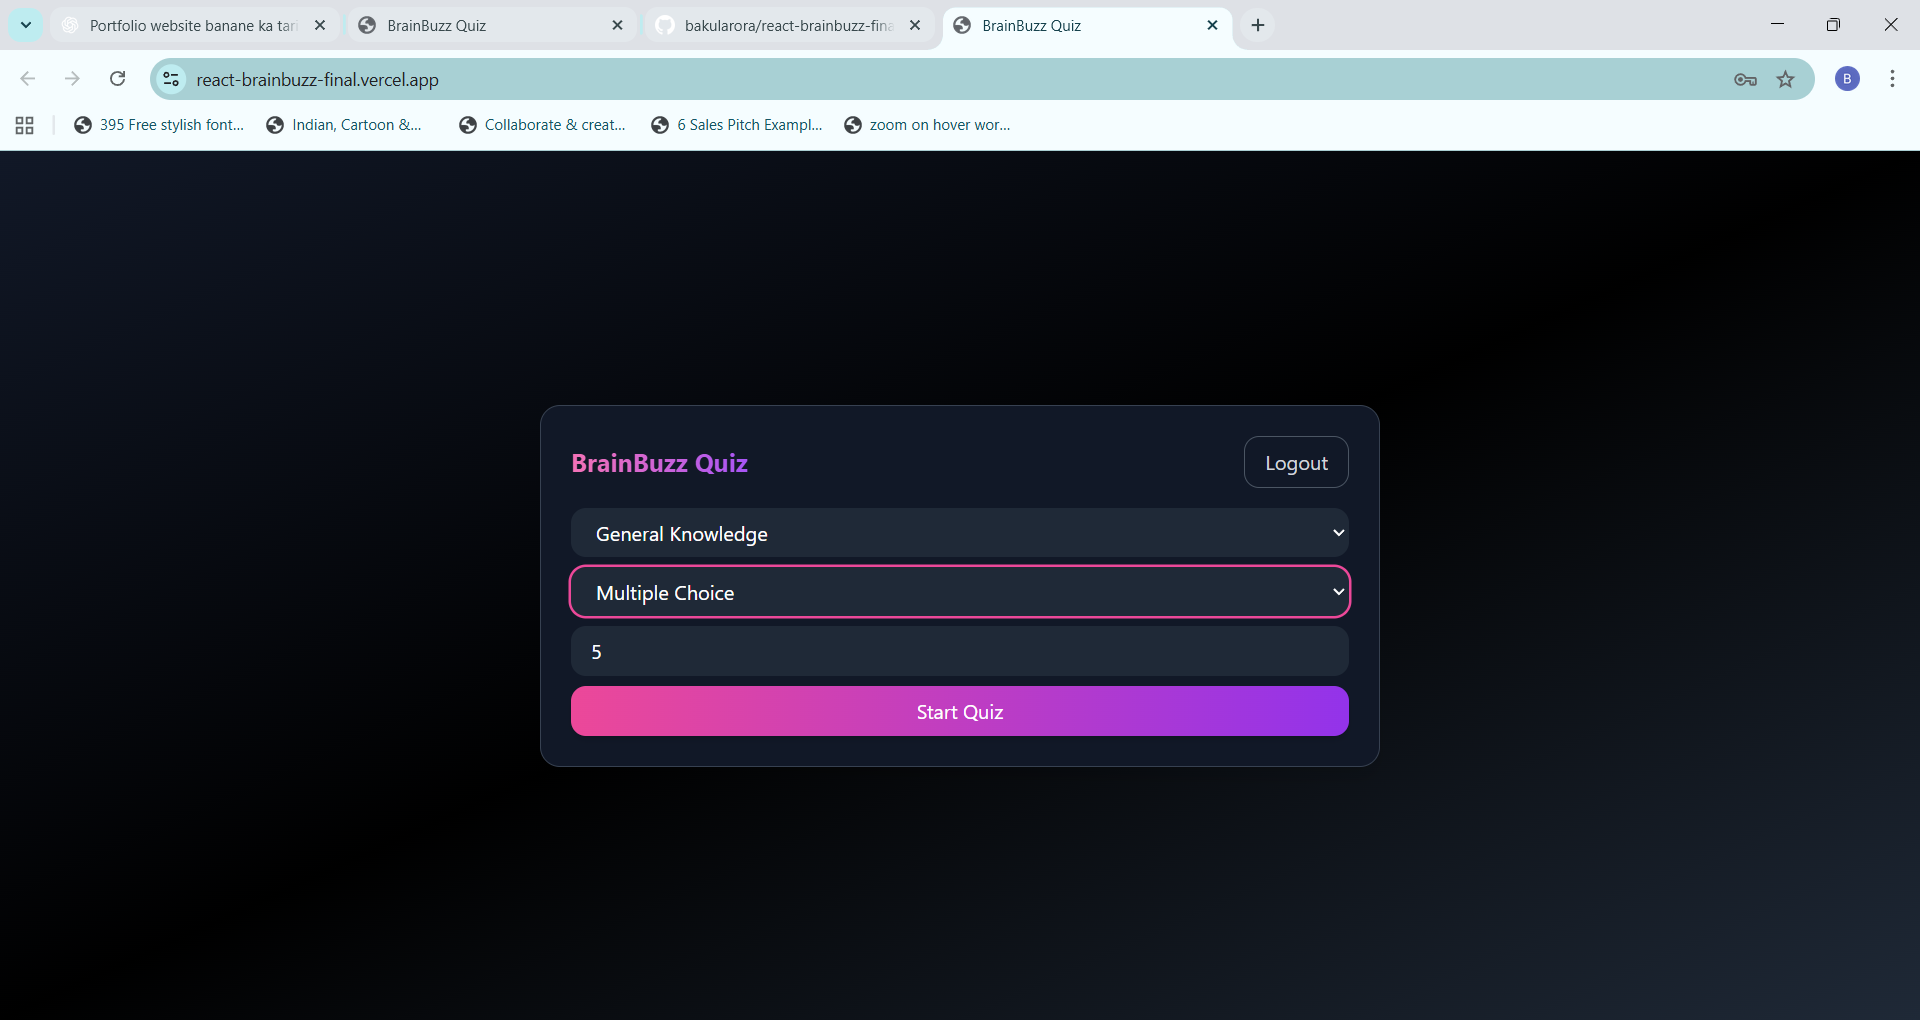 Portfolio website banane ka tari
BrainBuzz Quiz
bakularora/react-brainbuzz-fina
BrainBuzz Quiz
react-brainbuzz-final.vercel.app
B
395 Free stylish font...
Indian, Cartoon &...
Collaborate & creat...
6 Sales Pitch Exampl...
zoom on hover wor...
BrainBuzz Quiz
Logout
General Knowledge
Multiple Choice
5
Start Quiz